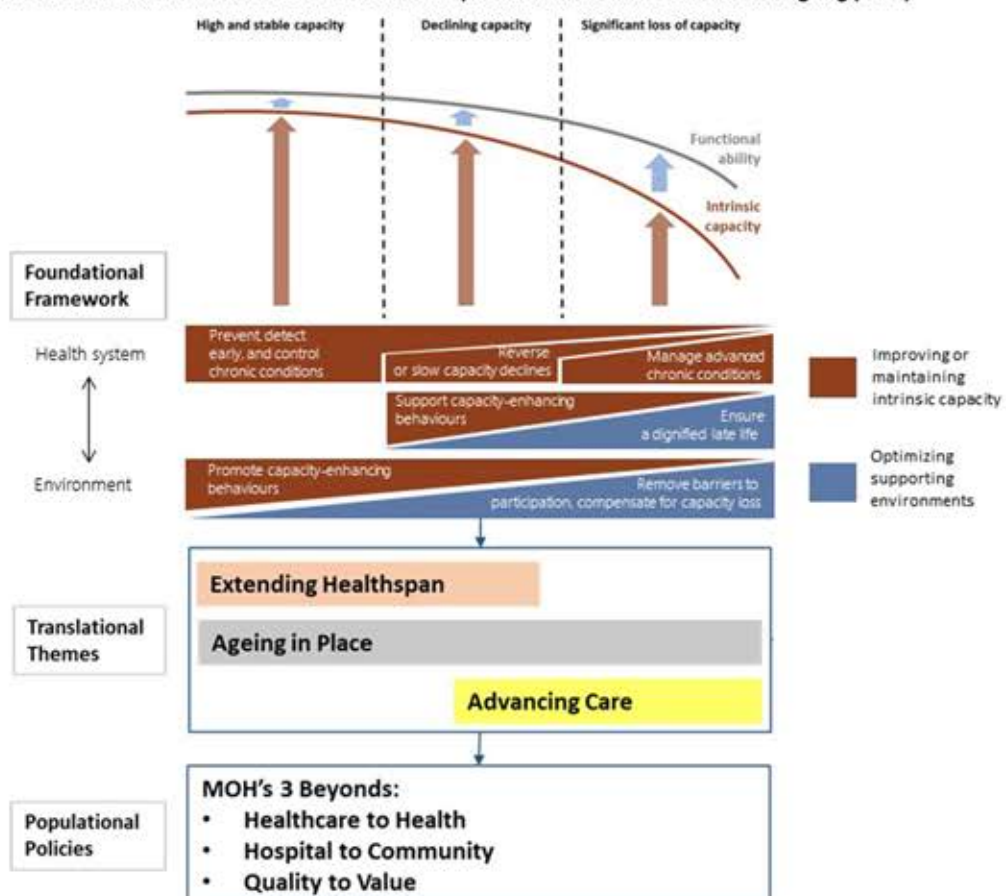 High and stable capacity
Declining capacity
Significant loss of capacity
Functional
ability
Intrinsic
capacity
Foundational
Framework
Health system
Environment
Prevent, detect
early, and control
chronic conditions
Reverse
or slow capacity declines
Manage advanced
chronic conditions
Support capacity-enhancing
behaviours
Ensure
a dignified late life
Promote capacity-enhancing
behaviours
Remove barriers to
participation, compensate for capacity loss
Improving or
maintaining
intrinsic capacity
Optimizing
supporting
environments
Translational
Themes
Extending Healthspan
Ageing in Place
Advancing Care
Populational
Policies
MOH's 3 Beyonds:
• Healthcare to Health
• Hospital to Community
• Quality to Value